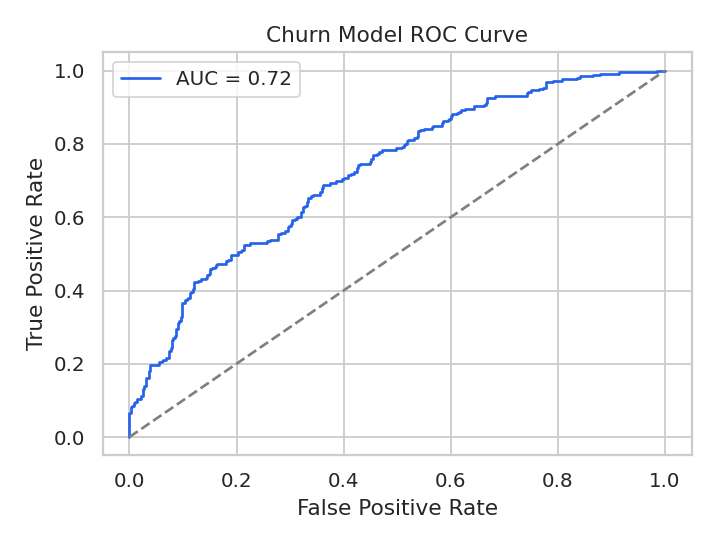 Churn Model ROC Curve
AUC = 0.72
1.0
0.8
0.6
0.4
0.2
0.0
True Positive Rate
0.0 0.2 0.4 0.6 0.8 1.0
False Positive Rate